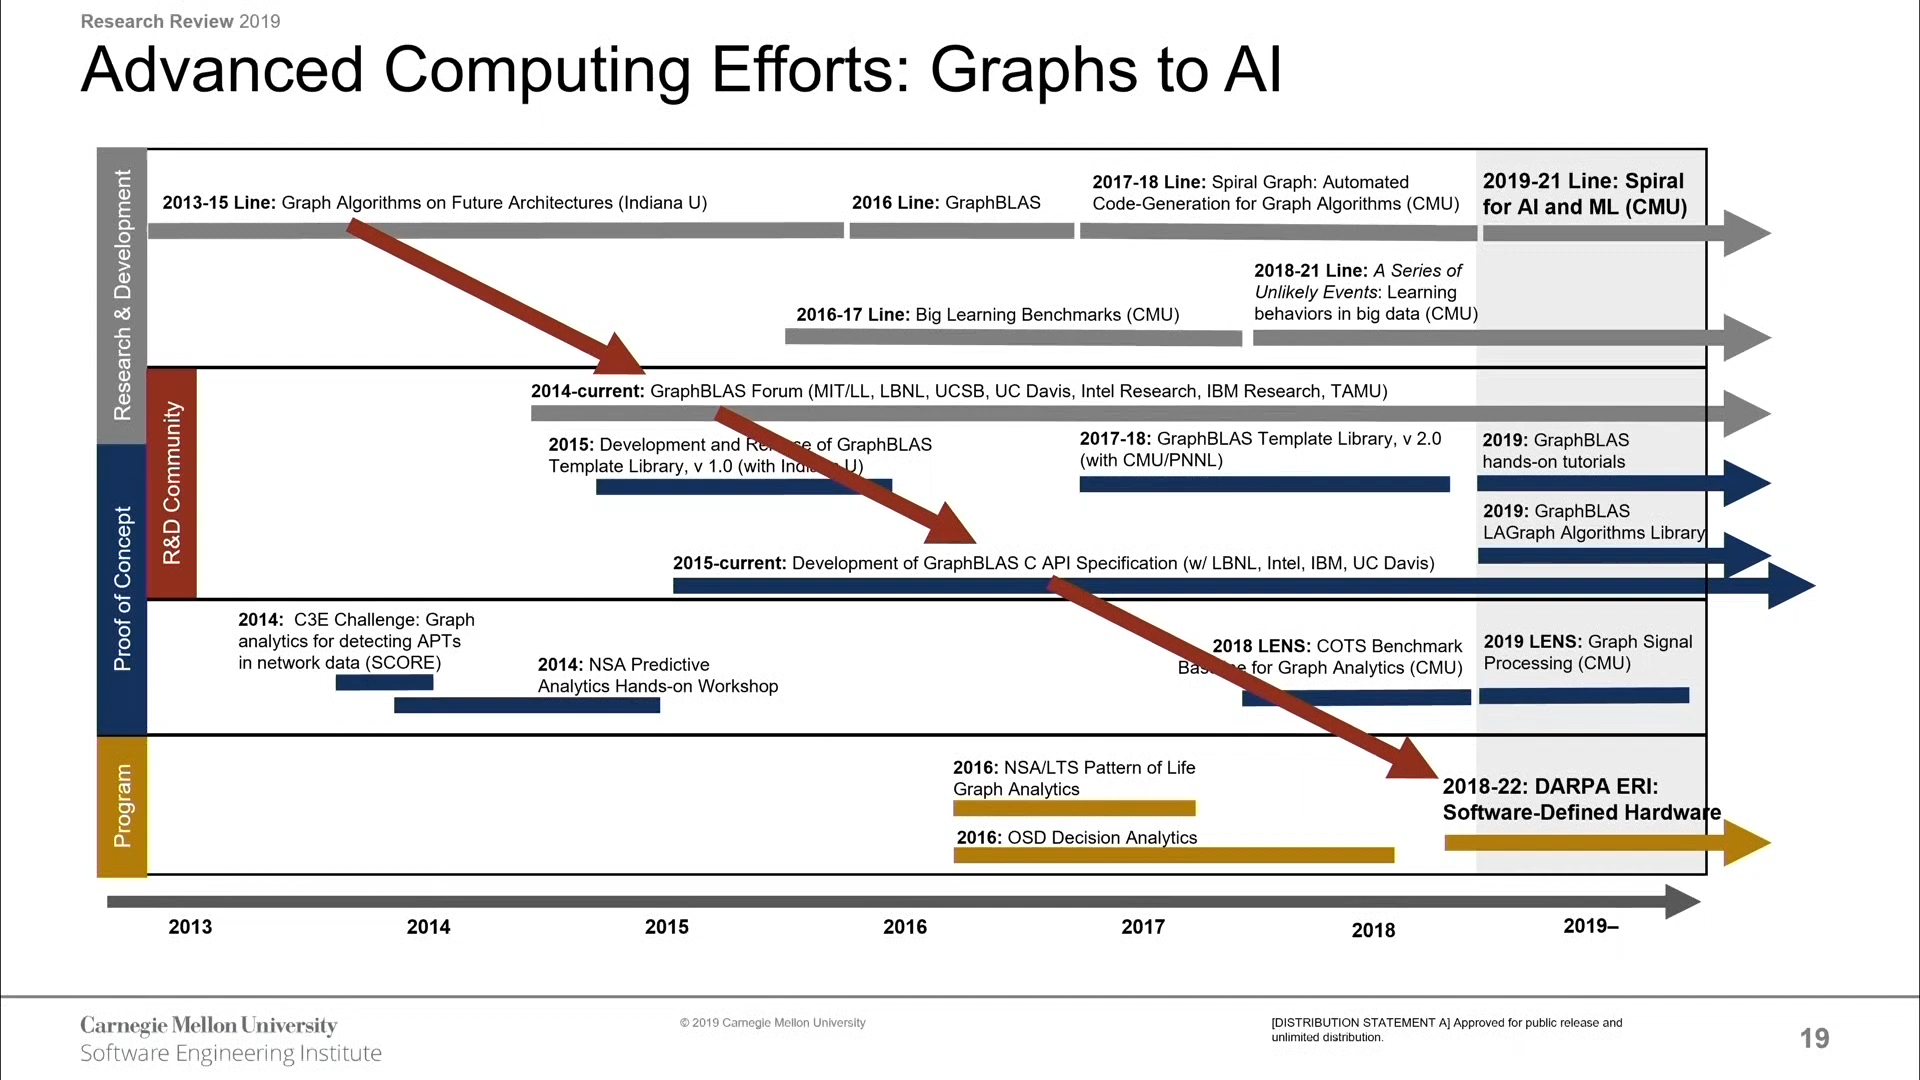 Research Review 2019
Advanced Computing Efforts: Graphs to AI
Research & Development
2013-15 Line: Graph Algorithms on Future Architectures (Indiana U)
2016 Line: GraphBLAS
2017-18 Line: Spiral Graph: Automated
Code-Generation for Graph Algorithms (CMU)
2019-21 Line: Spiral
for AI and ML (CMU)
2016-17 Line: Big Learning Benchmarks (CMU)
2018-21 Line: A Series of
Unlikely Events: Learning
behaviors in big data (CMU)
R&D Community
2014-current: GraphBLAS Forum (MIT/LL, LBNL, UCSB, UC Davis, Intel Research, IBM Research, TAMU)
2015: Development and of GraphBLAS
Template Library, v 1.0 (with U)
2017-18: GraphBLAS Template Library, v 2.0
(with CMU/PNNL)
2019: GraphBLAS
hands-on tutorials
2019: GraphBLAS
LAGraph Algorithms Library
2015-current: Development of GraphBLAS C API Specification (w/ LBNL, Intel, IBM, UC Davis)
Proof of Concept
2014: C3E Challenge: Graph
analytics for detecting APTs
in network data (SCORE)
2014: NSA Predictive
Analytics Hands-on Workshop
2018 LENS: COTS Benchmark
for Graph Analytics (CMU)
2019 LENS: Graph Signal
Processing (CMU)
Program
2016: NSA/LTS Pattern of Life
Graph Analytics
2016: OSD Decision Analytics
2018-22: DARPA ERI:
Software-Defined Hardware
2013
2014
2015
2016
2017
2018
2019–
Carnegie Mellon University
Software Engineering Institute
© 2019 Carnegie Mellon University
[DISTRIBUTION STATEMENT A] Approved for public release and
unlimited distribution.
19